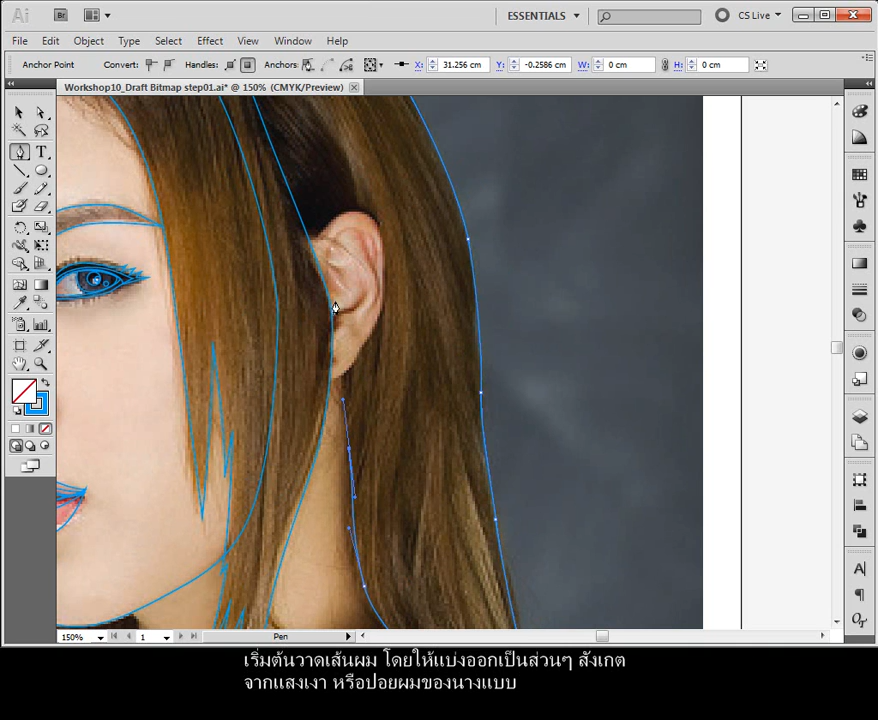 Ai Br ESSENTIALS CS Live
File Edit Object Type Select Effect View Window Help
Anchor Point Convert: Handles: Anchors: X: 31.256 cm Y: -0.2586 cm W: 0 cm H: 0 cm
Workshop10_Draft Bitmap step01.ai* @ 150% (CMYK/Preview)
150% 1 Pen
เริ่มต้นวาดเส้นผม โดยให้แบ่งออกเป็นส่วนๆ สังเกต
จากแสงเงา หรือปอยผมของนางแบบ